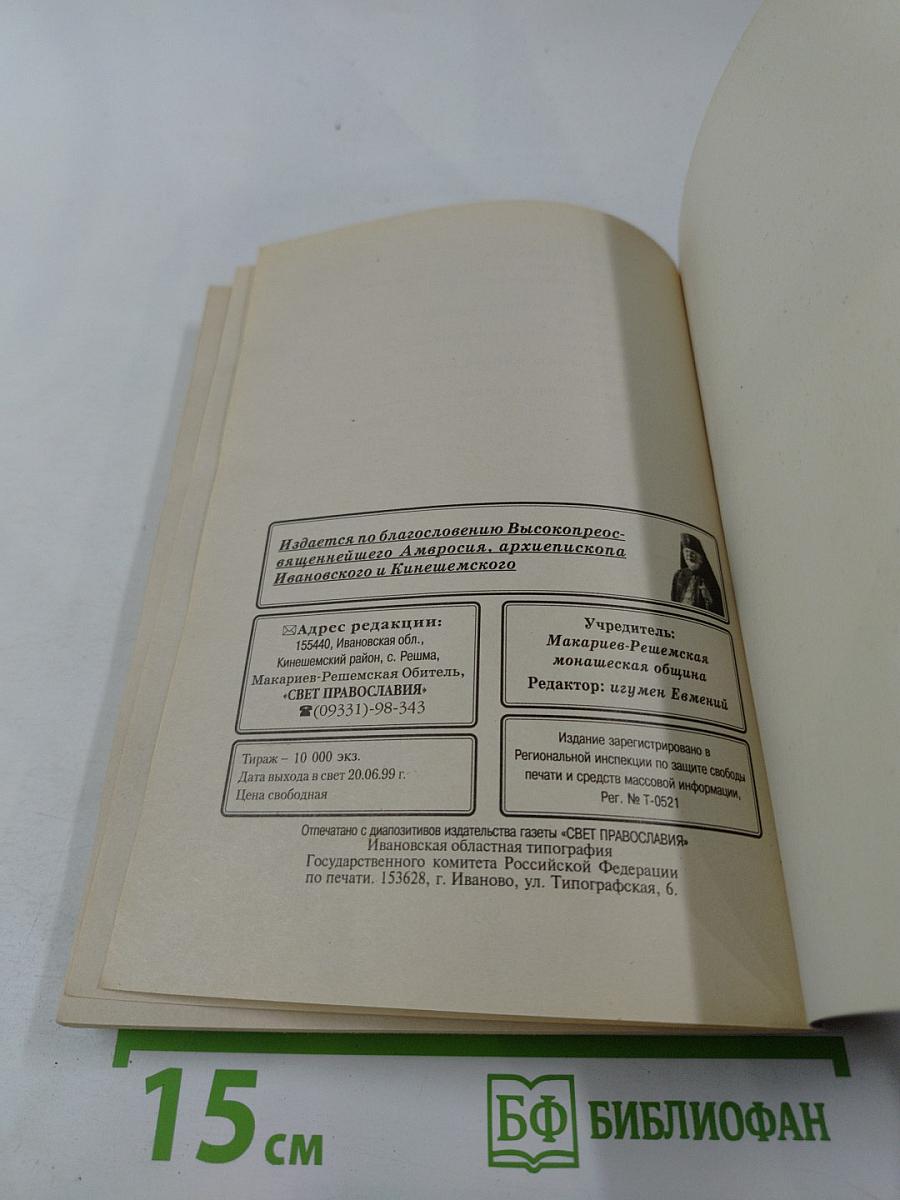 Издается по благословению Высокопреос-
вященнейшего Амвросия, архиепископа
Ивановского и Кинешемского
Адрес редакции:
155440, Ивановская обл.,
Кинешемский район, с. Решма,
Макариев-Решемская Обитель,
«СВЕТ ПРАВОСЛАВИЯ»
☎(09331)-98-343
Учредитель:
Макариев-Решемская
монашеская община
Редактор: игумен Евмений
Тираж – 10 000 экз.
Дата выхода в свет 20.06.99 г.
Цена свободная
Издание зарегистрировано в
Региональной инспекции по защите свободы
печати и средств массовой информации,
Рег. № Т-0521
Отпечатано с диапозитивов издательства газеты «СВЕТ ПРАВОСЛАВИЯ»
Ивановская областная типография
Государственного комитета Российской Федерации
по печати. 153628, г. Иваново, ул. Типографская, 6.
15 см
БФ БИБЛИОФАН